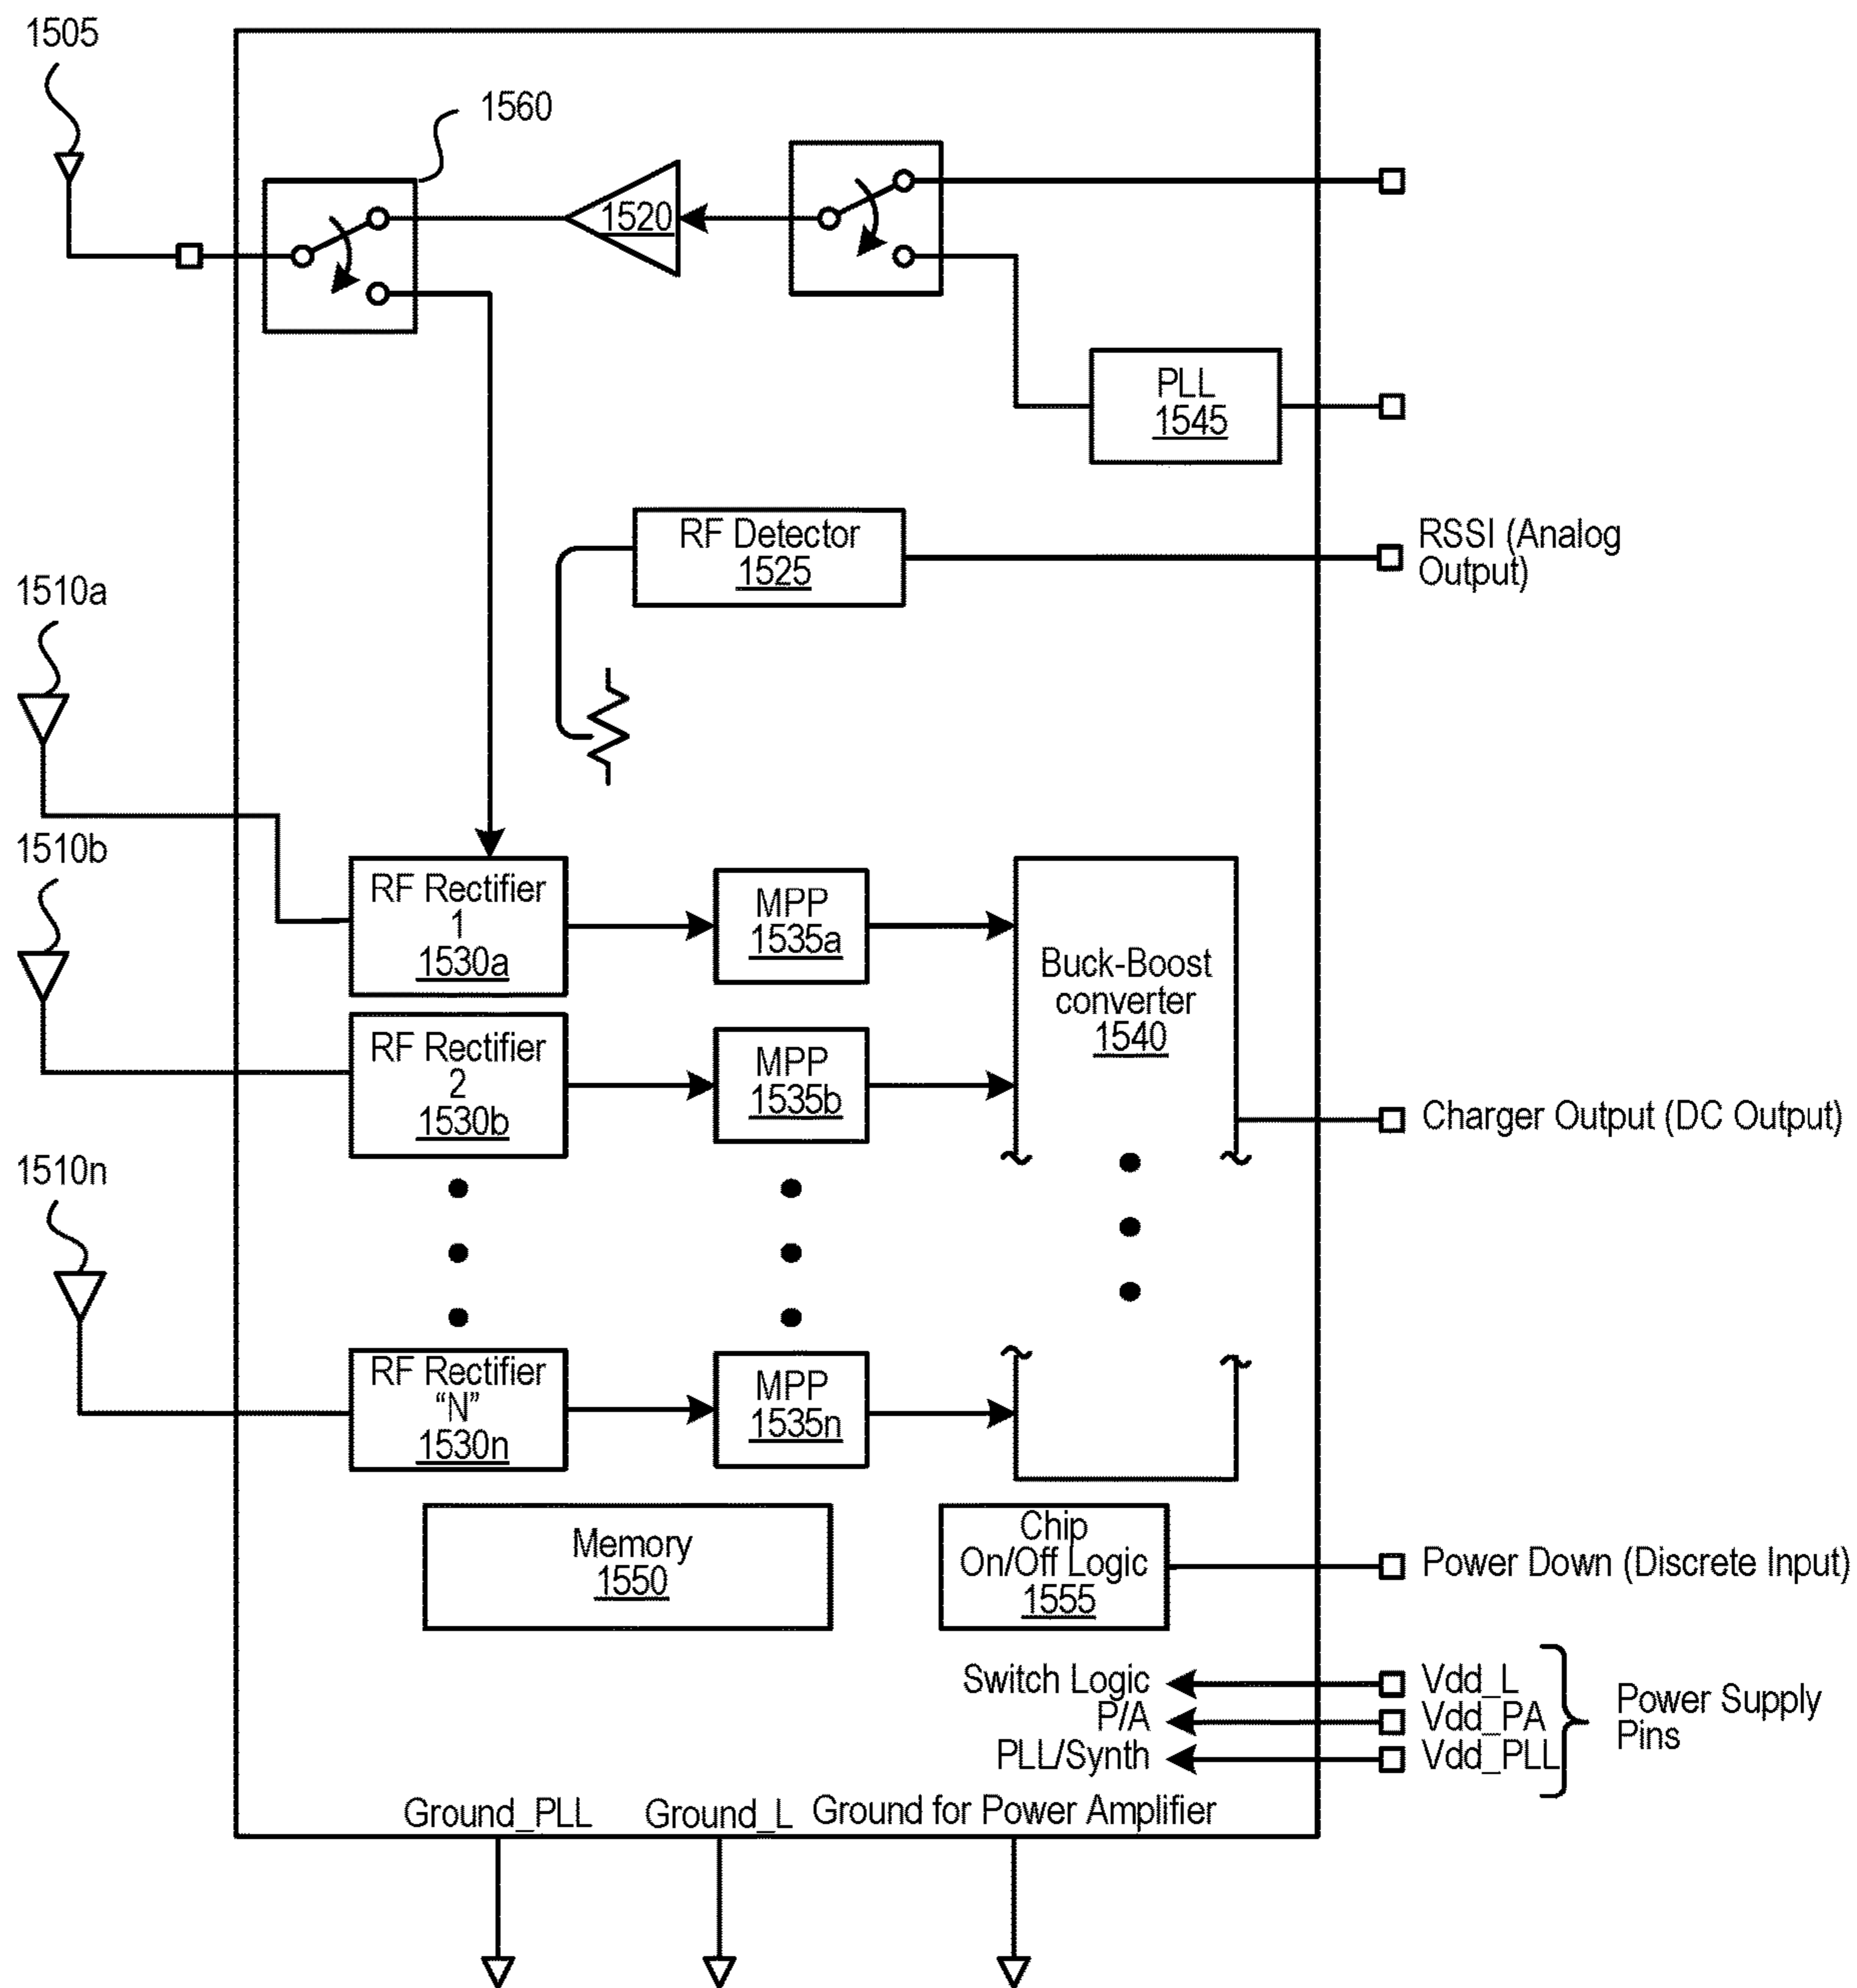 1505
1560
1520
PLL
1545
RF Detector
1525
RSSI (Analog
Output)
1510a
1510b
RF Rectifier
1
1530a
MPP
1535a
Buck-Boost
converter
1540
RF Rectifier
2
1530b
MPP
1535b
Charger Output (DC Output)
1510n
RF Rectifier
“N”
1530n
MPP
1535n
Memory
1550
Chip
On/Off Logic
1555
Power Down (Discrete Input)
Switch Logic
Vdd_L
P/A
Vdd_PA
PLL/Synth
Vdd_PLL
Power Supply
Pins
Ground_PLL
Ground_L
Ground for Power Amplifier